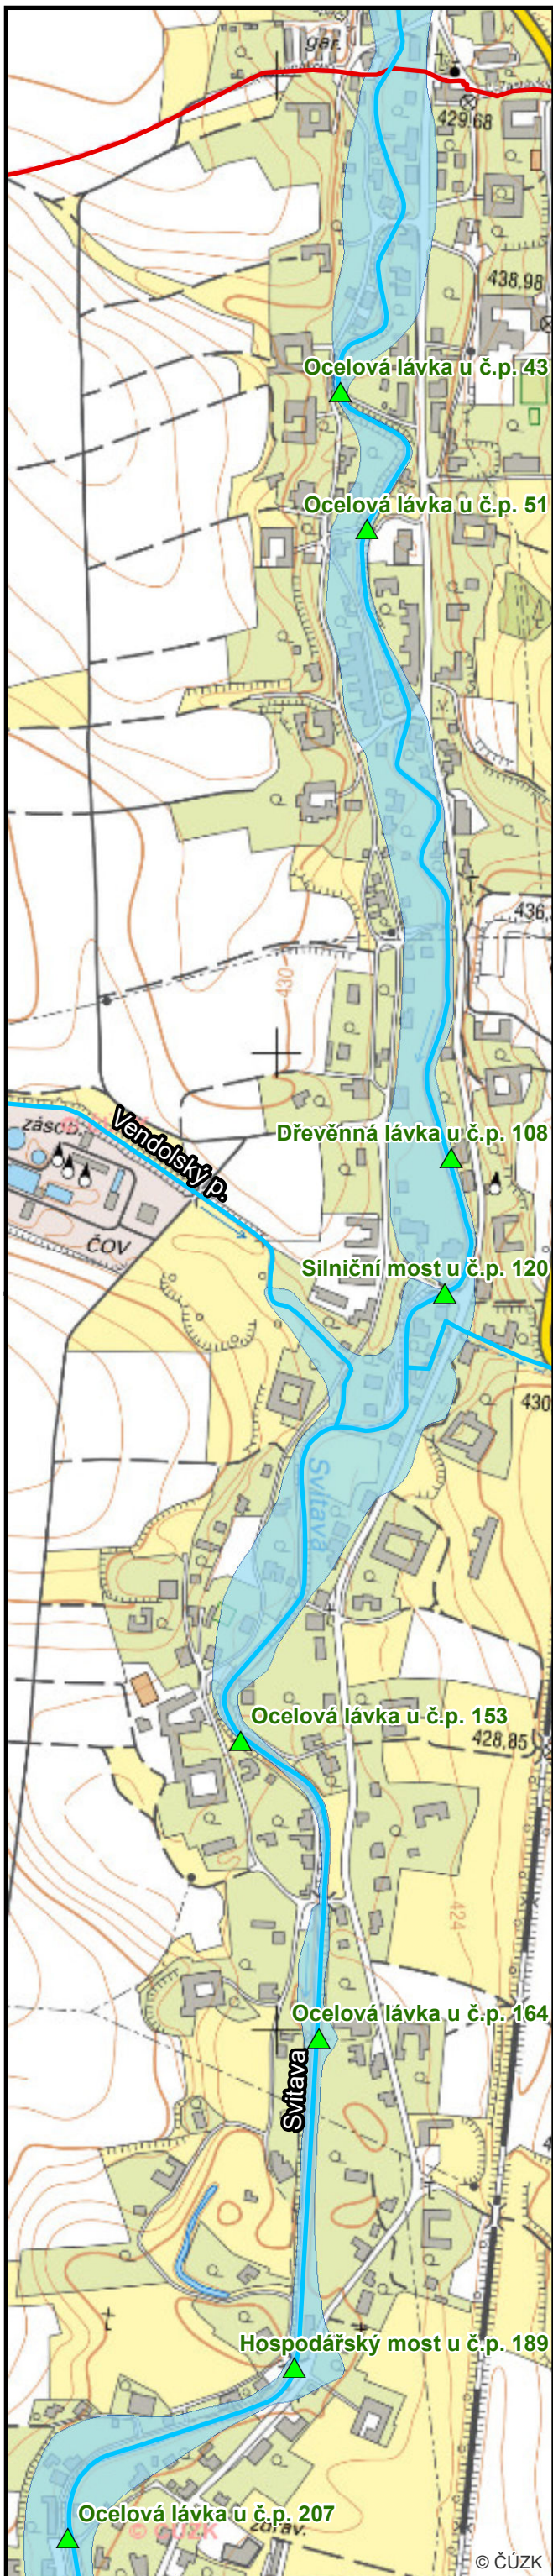 gar.
429.68
438,98
Ocelová lávka u č.p. 43
Ocelová lávka u č.p. 51
436,
430
Dřevěnná lávka u č.p. 108
zásob.
Vendolský p.
ČOV
Silniční most u č.p. 120
430
Svitava
Ocelová lávka u č.p. 153
428,85
424
Ocelová lávka u č.p. 164
Svitava
Hospodářský most u č.p. 189
Ocelová lávka u č.p. 207
zdrav.
© ČÚZK
© ČÚZK